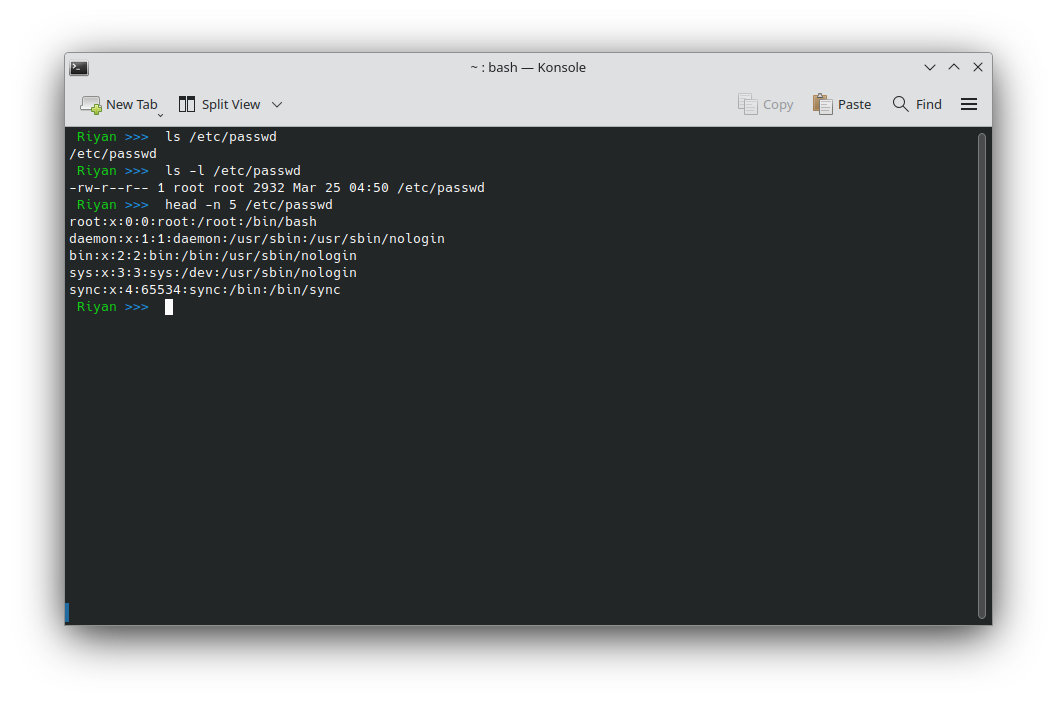 ~ : bash — Konsole
New Tab Split View Copy Paste Find
Riyan >>> ls /etc/passwd
/etc/passwd
Riyan >>> ls -l /etc/passwd
-rw-r--r-- 1 root root 2932 Mar 25 04:50 /etc/passwd
Riyan >>> head -n 5 /etc/passwd
root:x:0:0:root:/root:/bin/bash
daemon:x:1:1:daemon:/usr/sbin:/usr/sbin/nologin
bin:x:2:2:bin:/bin:/usr/sbin/nologin
sys:x:3:3:sys:/dev:/usr/sbin/nologin
sync:x:4:65534:sync:/bin:/bin/sync
Riyan >>>